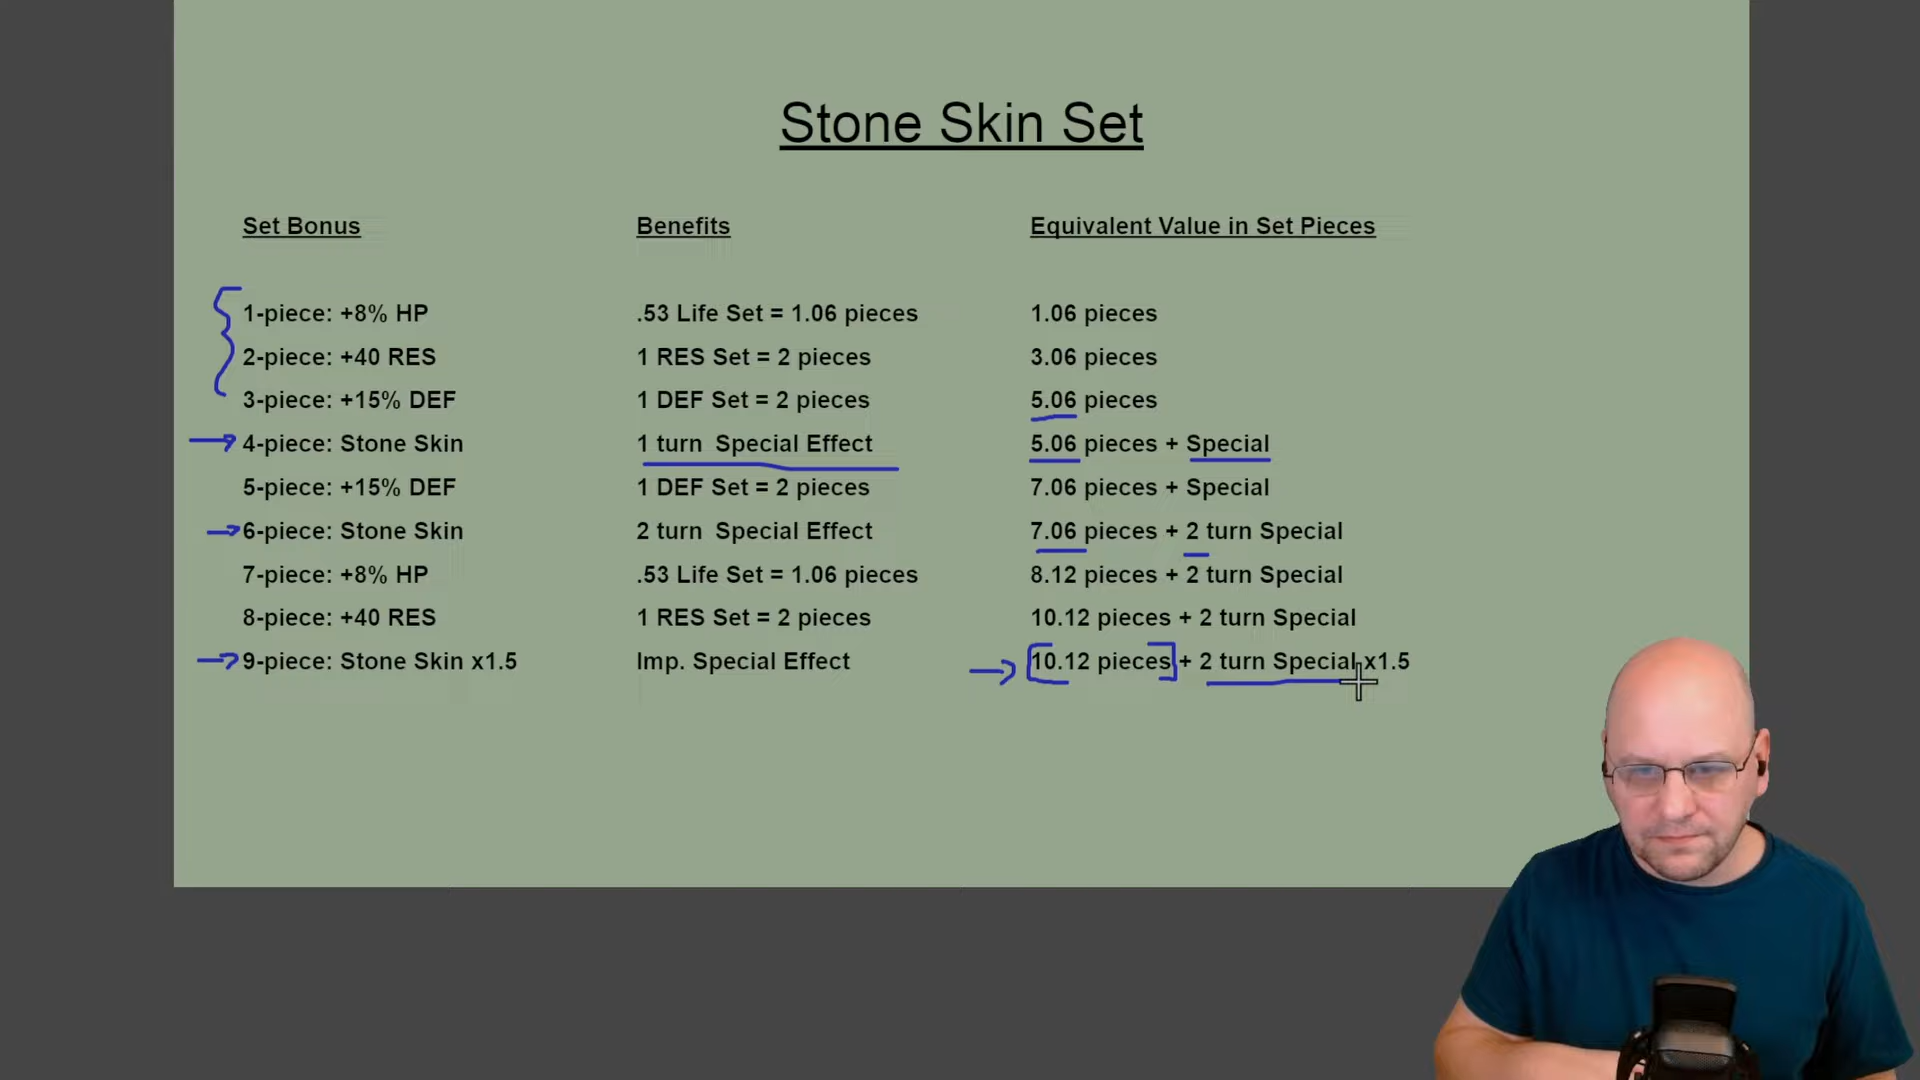 Stone Skin Set
Set Bonus Benefits Equivalent Value in Set Pieces
1-piece: +8% HP .53 Life Set = 1.06 pieces 1.06 pieces
2-piece: +40 RES 1 RES Set = 2 pieces 3.06 pieces
3-piece: +15% DEF 1 DEF Set = 2 pieces 5.06 pieces
4-piece: Stone Skin 1 turn Special Effect 5.06 pieces + Special
5-piece: +15% DEF 1 DEF Set = 2 pieces 7.06 pieces + Special
6-piece: Stone Skin 2 turn Special Effect 7.06 pieces + 2 turn Special
7-piece: +8% HP .53 Life Set = 1.06 pieces 8.12 pieces + 2 turn Special
8-piece: +40 RES 1 RES Set = 2 pieces 10.12 pieces + 2 turn Special
9-piece: Stone Skin x1.5 Imp. Special Effect 10.12 pieces + 2 turn Special x1.5